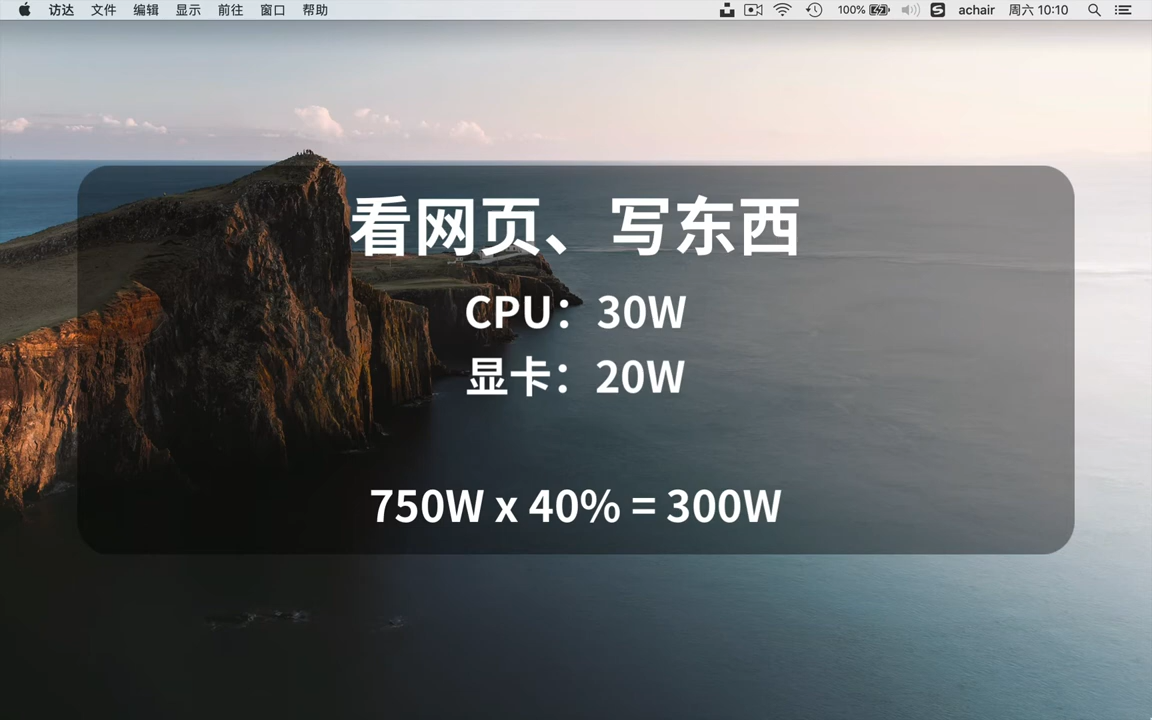 访达 文件 编辑 显示 前往 窗口 帮助 100% achair 周六 10:10
看网页、写东西
CPU：30W
显卡：20W
750W x 40% = 300W